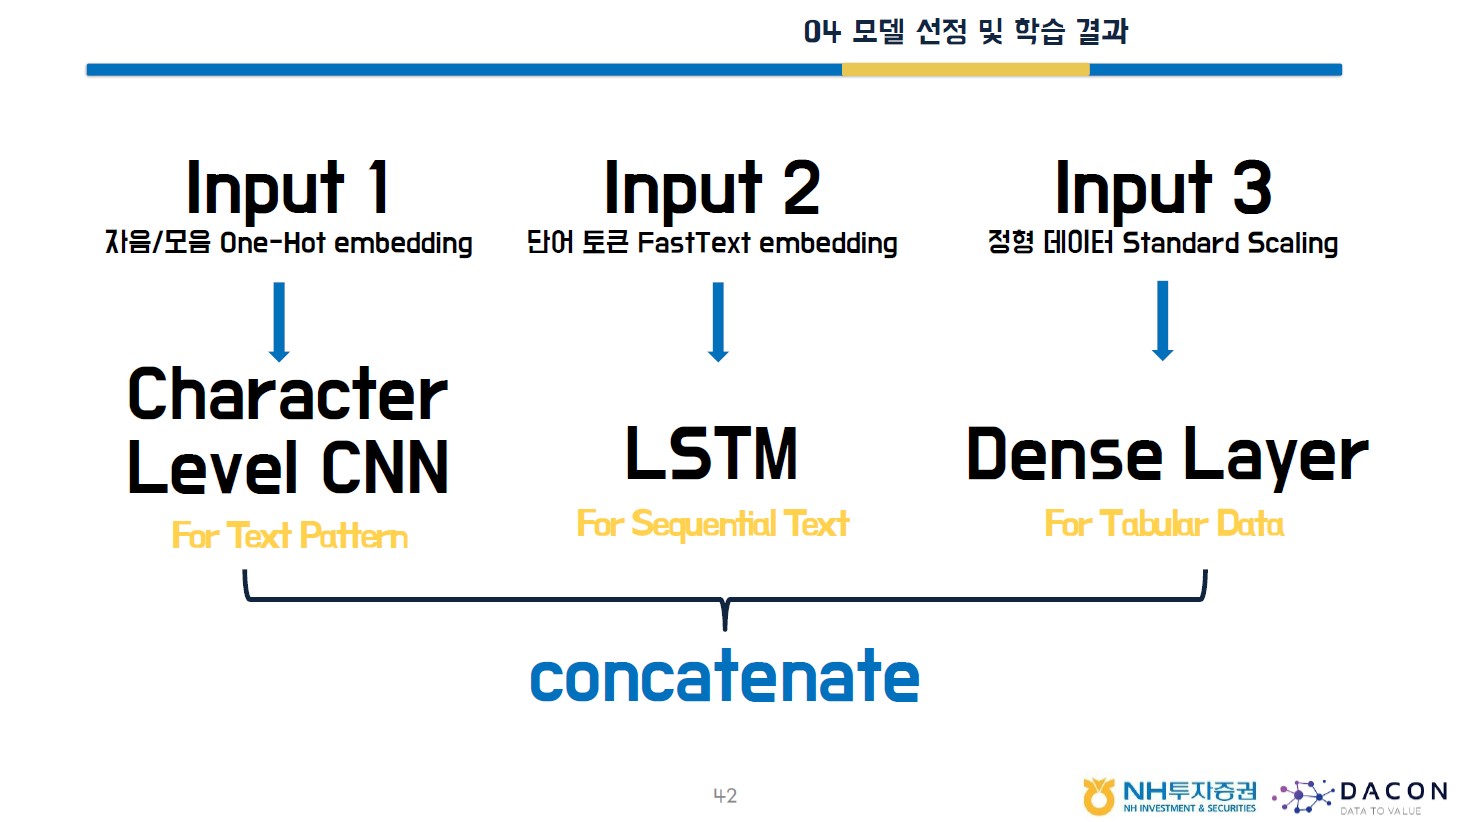 04 모델 선정 및 학습 결과
Input 1
자음/모음 One-Hot embedding
Input 2
단어 토큰 FastText embedding
Input 3
정형 데이터 Standard Scaling
Character
Level CNN
For Text Pattern
LSTM
For Sequential Text
Dense Layer
For Tabular Data
concatenate
42
NH투자증권
NH INVESTMENT & SECURITIES
DACON
DATA TO VALUE